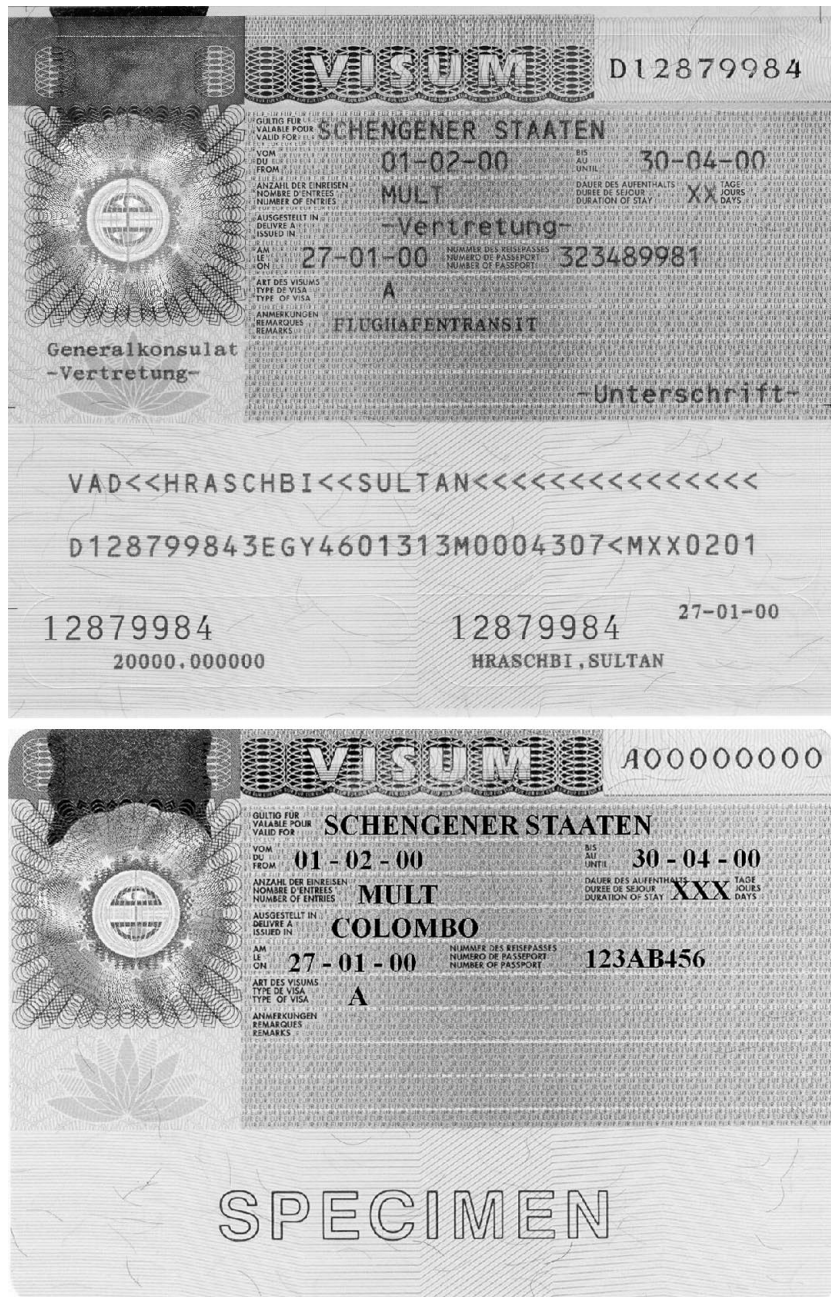 VISUM D12879984
GÜLTIG FÜR
VALABLE POUR
VALID FOR
SCHENGENER STAATEN
VOM
DU
FROM
01-02-00
BIS
AU
UNTIL
30-04-00
ANZAHL DER EINREISEN
NOMBRE D'ENTREES
NUMBER OF ENTRIES
MULT
DAUER DES AUFENTHALTS
DUREE DE SEJOUR
DURATION OF STAY
XX
TAGE
JOURS
DAYS
AUSGESTELLT IN
DELIVRE A
ISSUED IN
-Vertretung-
AM
LE
ON
27-01-00
NUMMER DES REISEPASSES
NUMERO DE PASSEPORT
NUMBER OF PASSPORT
323489981
ART DES VISUMS
TYPE DE VISA
TYPE OF VISA
A
ANMERKUNGEN
REMARQUES
REMARKS
FLUGHAFENTRANSIT
Generalkonsulat
-Vertretung-
-Unterschrift-
VAD<<HRASCHBI<<SULTAN<<<<<<<<<<<<<<<
D128799843EGY4601313M0004307<MXX0201
12879984 12879984 27-01-00
20000.000000 HRASCHBI,SULTAN
VISUM A00000000
GÜLTIG FÜR
VALABLE POUR
VALID FOR
SCHENGENER STAATEN
VOM
DU
FROM
01 - 02 - 00
BIS
AU
UNTIL
30 - 04 - 00
ANZAHL DER EINREISEN
NOMBRE D'ENTREES
NUMBER OF ENTRIES
MULT
DAUER DES AUFENTHALTS
DUREE DE SEJOUR
DURATION OF STAY
XXX
TAGE
JOURS
DAYS
AUSGESTELLT IN
DELIVRE A
ISSUED IN
COLOMBO
AM
LE
ON
27 - 01 - 00
NUMMER DES REISEPASSES
NUMERO DE PASSEPORT
NUMBER OF PASSPORT
123AB456
ART DES VISUMS
TYPE DE VISA
TYPE OF VISA
A
ANMERKUNGEN
REMARQUES
REMARKS
SPECIMEN